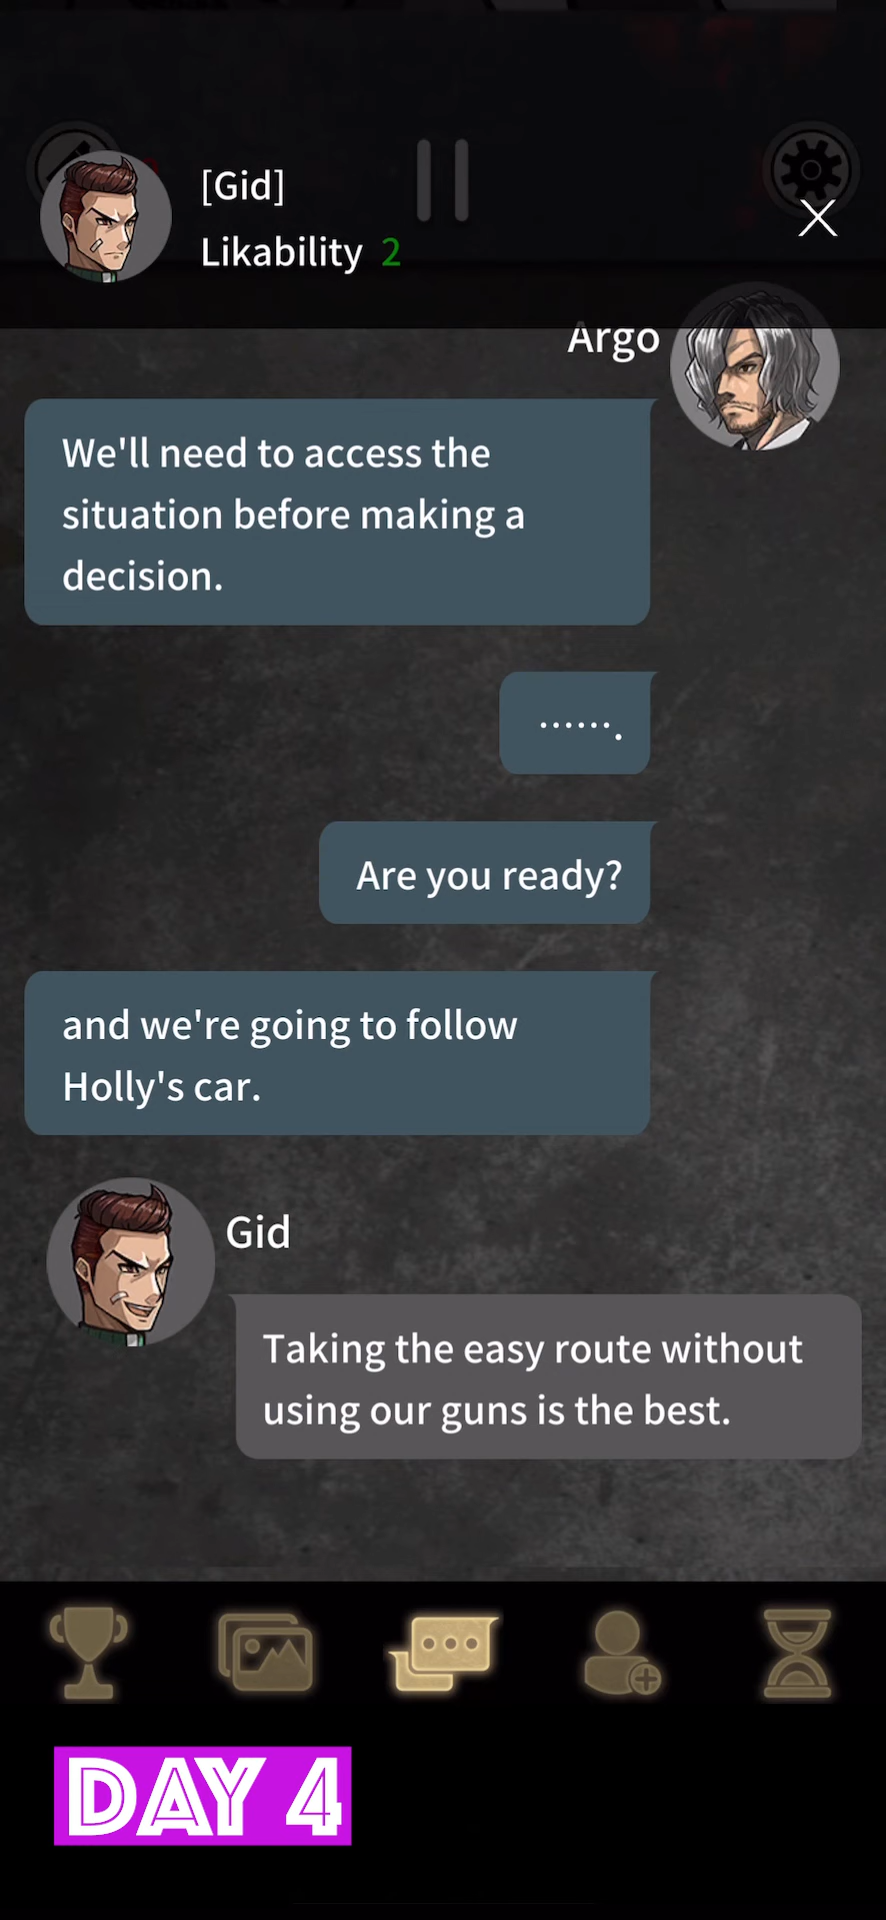 [Gid]
Likability 2
Argo
We'll need to access the
situation before making a
decision.
.......
Are you ready?
and we're going to follow
Holly's car.
Gid
Taking the easy route without
using our guns is the best.
DAY 4